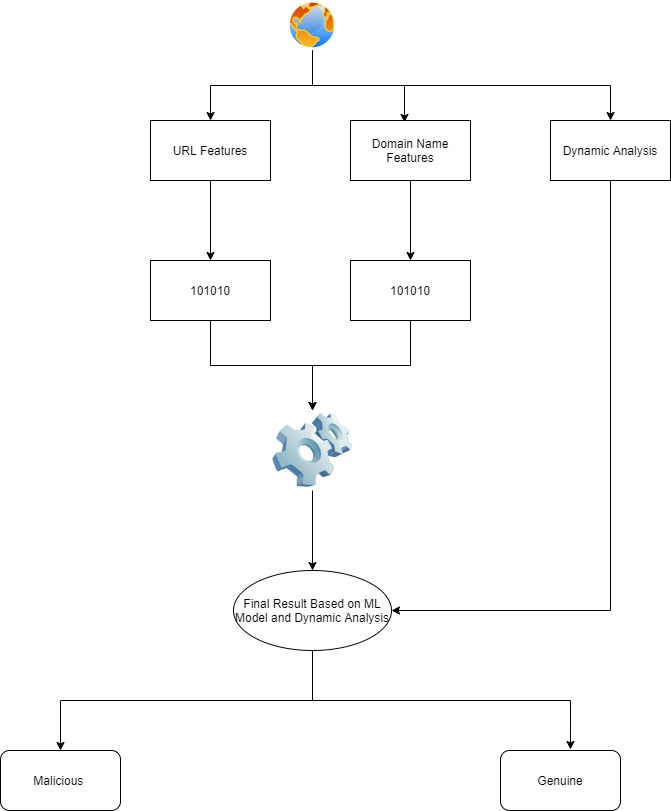 URL Features
Domain Name
Features
Dynamic Analysis
101010
101010
Final Result Based on ML
Model and Dynamic Analysis
Malicious
Genuine